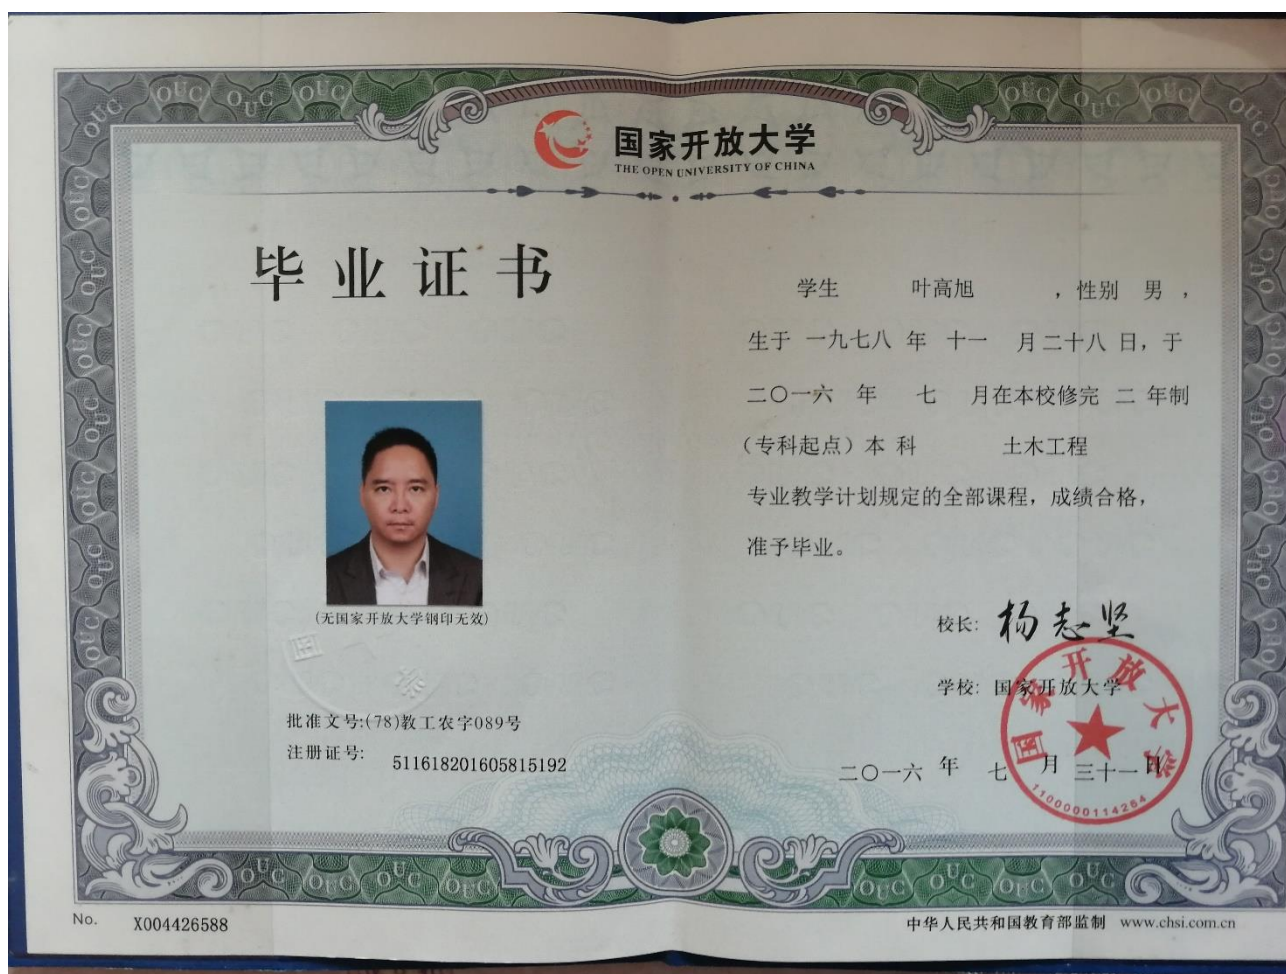 国家开放大学
THE OPEN UNIVERSITY OF CHINA
毕业证书
(无国家开放大学钢印无效)
批准文号:(78)教工农字089号
注册证号: 511618201605815192
学生 叶高旭 ，性别 男 ，
生于 一九七八 年 十一 月二十八 日，于
二〇一六 年 七 月在本校修完 二 年制
（专科起点）本 科 土木工程
专业教学计划规定的全部课程，成绩合格，
准予毕业。
校长: 杨志坚
学校: 国家开放大学
二〇一六 年 七 月 三十一日
国家开放大学
1100000114264
No. X004426588
中华人民共和国教育部监制 www.chsi.com.cn
OUC OUC OUC OUC OUC OUC OUC OUC